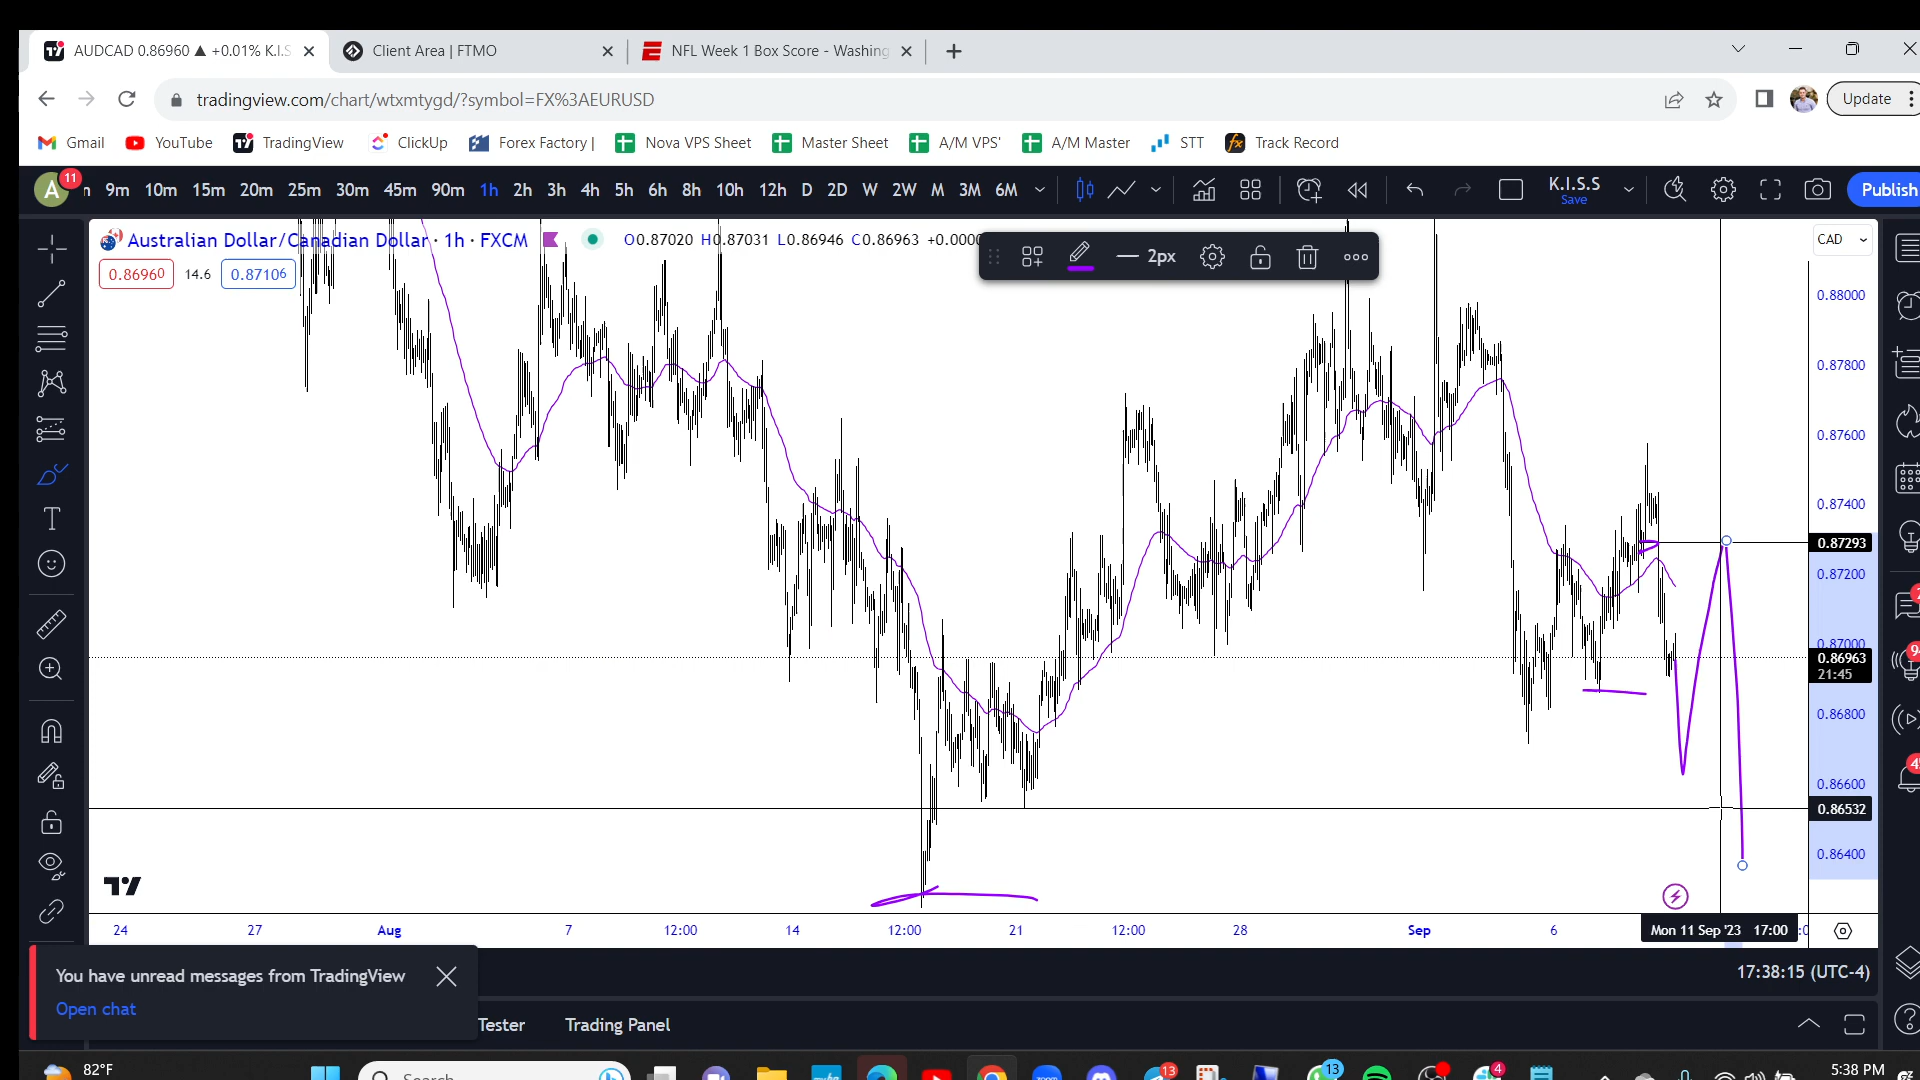 AUDCAD 0.86960 ▲ +0.01% K.I.S
Client Area | FTMO
NFL Week 1 Box Score - Washing
tradingview.com/chart/wtxmtygd/?symbol=FX%3AEURUSD
Update
Gmail
YouTube
TradingView
ClickUp
Forex Factory |
Nova VPS Sheet
Master Sheet
A/M VPS'
A/M Master
STT
Track Record
A
11
9m 10m 15m 20m 25m 30m 45m 90m 1h 2h 3h 4h 5h 6h 8h 10h 12h D 2D W 2W M 3M 6M
K.I.S.S
Save
Publish
Australian Dollar/Canadian Dollar · 1h · FXCM
O0.87020 H0.87031 L0.86946 C0.86963 +0.000
2px
CAD
0.86960
14.6
0.87106
0.88000
0.87800
0.87600
0.87400
0.87293
0.87200
0.87000
0.86963
21:45
0.86800
0.86600
0.86532
0.86400
24 27 Aug 7 12:00 14 12:00 21 12:00 28 Sep 6
Mon 11 Sep '23 17:00
You have unread messages from TradingView
Open chat
17:38:15 (UTC-4)
Tester
Trading Panel
82°F
Search
zoom
13
13
4
5:38 PM